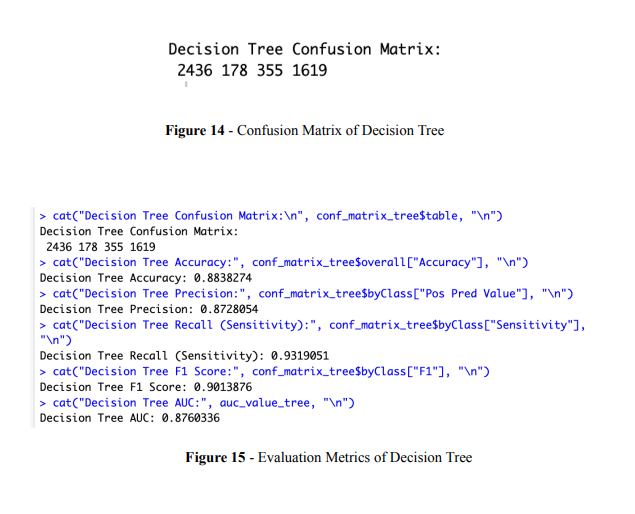 Decision Tree Confusion Matrix:
2436 178 355 1619
Figure 14 - Confusion Matrix of Decision Tree
> cat("Decision Tree Confusion Matrix:\n", conf_matrix_tree$table, "\n")
Decision Tree Confusion Matrix:
2436 178 355 1619
> cat("Decision Tree Accuracy:", conf_matrix_tree$overall["Accuracy"], "\n")
Decision Tree Accuracy: 0.8838274
> cat("Decision Tree Precision:", conf_matrix_tree$byClass["Pos Pred Value"], "\n")
Decision Tree Precision: 0.8728054
> cat("Decision Tree Recall (Sensitivity):", conf_matrix_tree$byClass["Sensitivity"],
"\n")
Decision Tree Recall (Sensitivity): 0.9319051
> cat("Decision Tree F1 Score:", conf_matrix_tree$byClass["F1"], "\n")
Decision Tree F1 Score: 0.9013876
> cat("Decision Tree AUC:", auc_value_tree, "\n")
Decision Tree AUC: 0.8760336
Figure 15 - Evaluation Metrics of Decision Tree